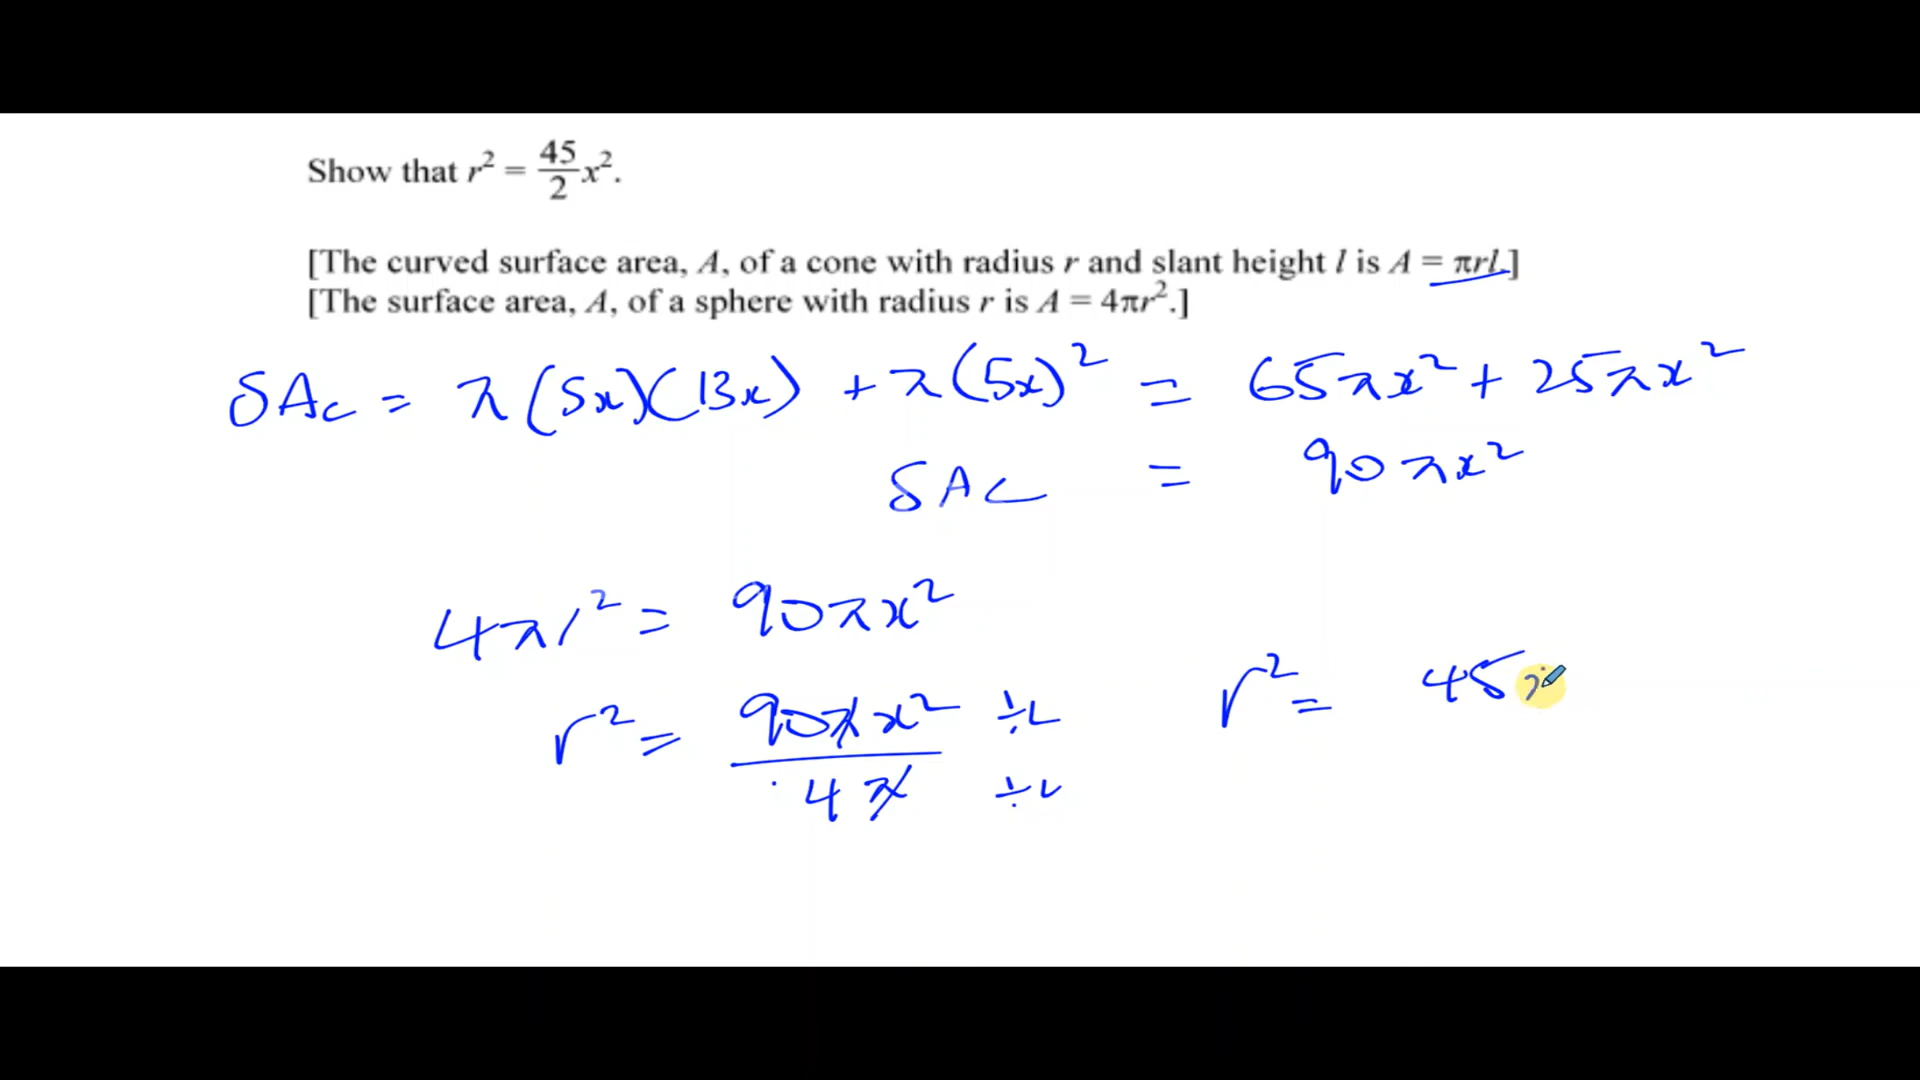 Show that r² = 45/2 x².
[The curved surface area, A, of a cone with radius r and slant height l is A = πrl.]
[The surface area, A, of a sphere with radius r is A = 4πr².]
SAc = π(5x)(13x) + π(5x)² = 65πx² + 25πx²
SAC = 90πx²
4πr² = 90πx²
r² = 90πx² ÷2 / 4π ÷2
r² = 45